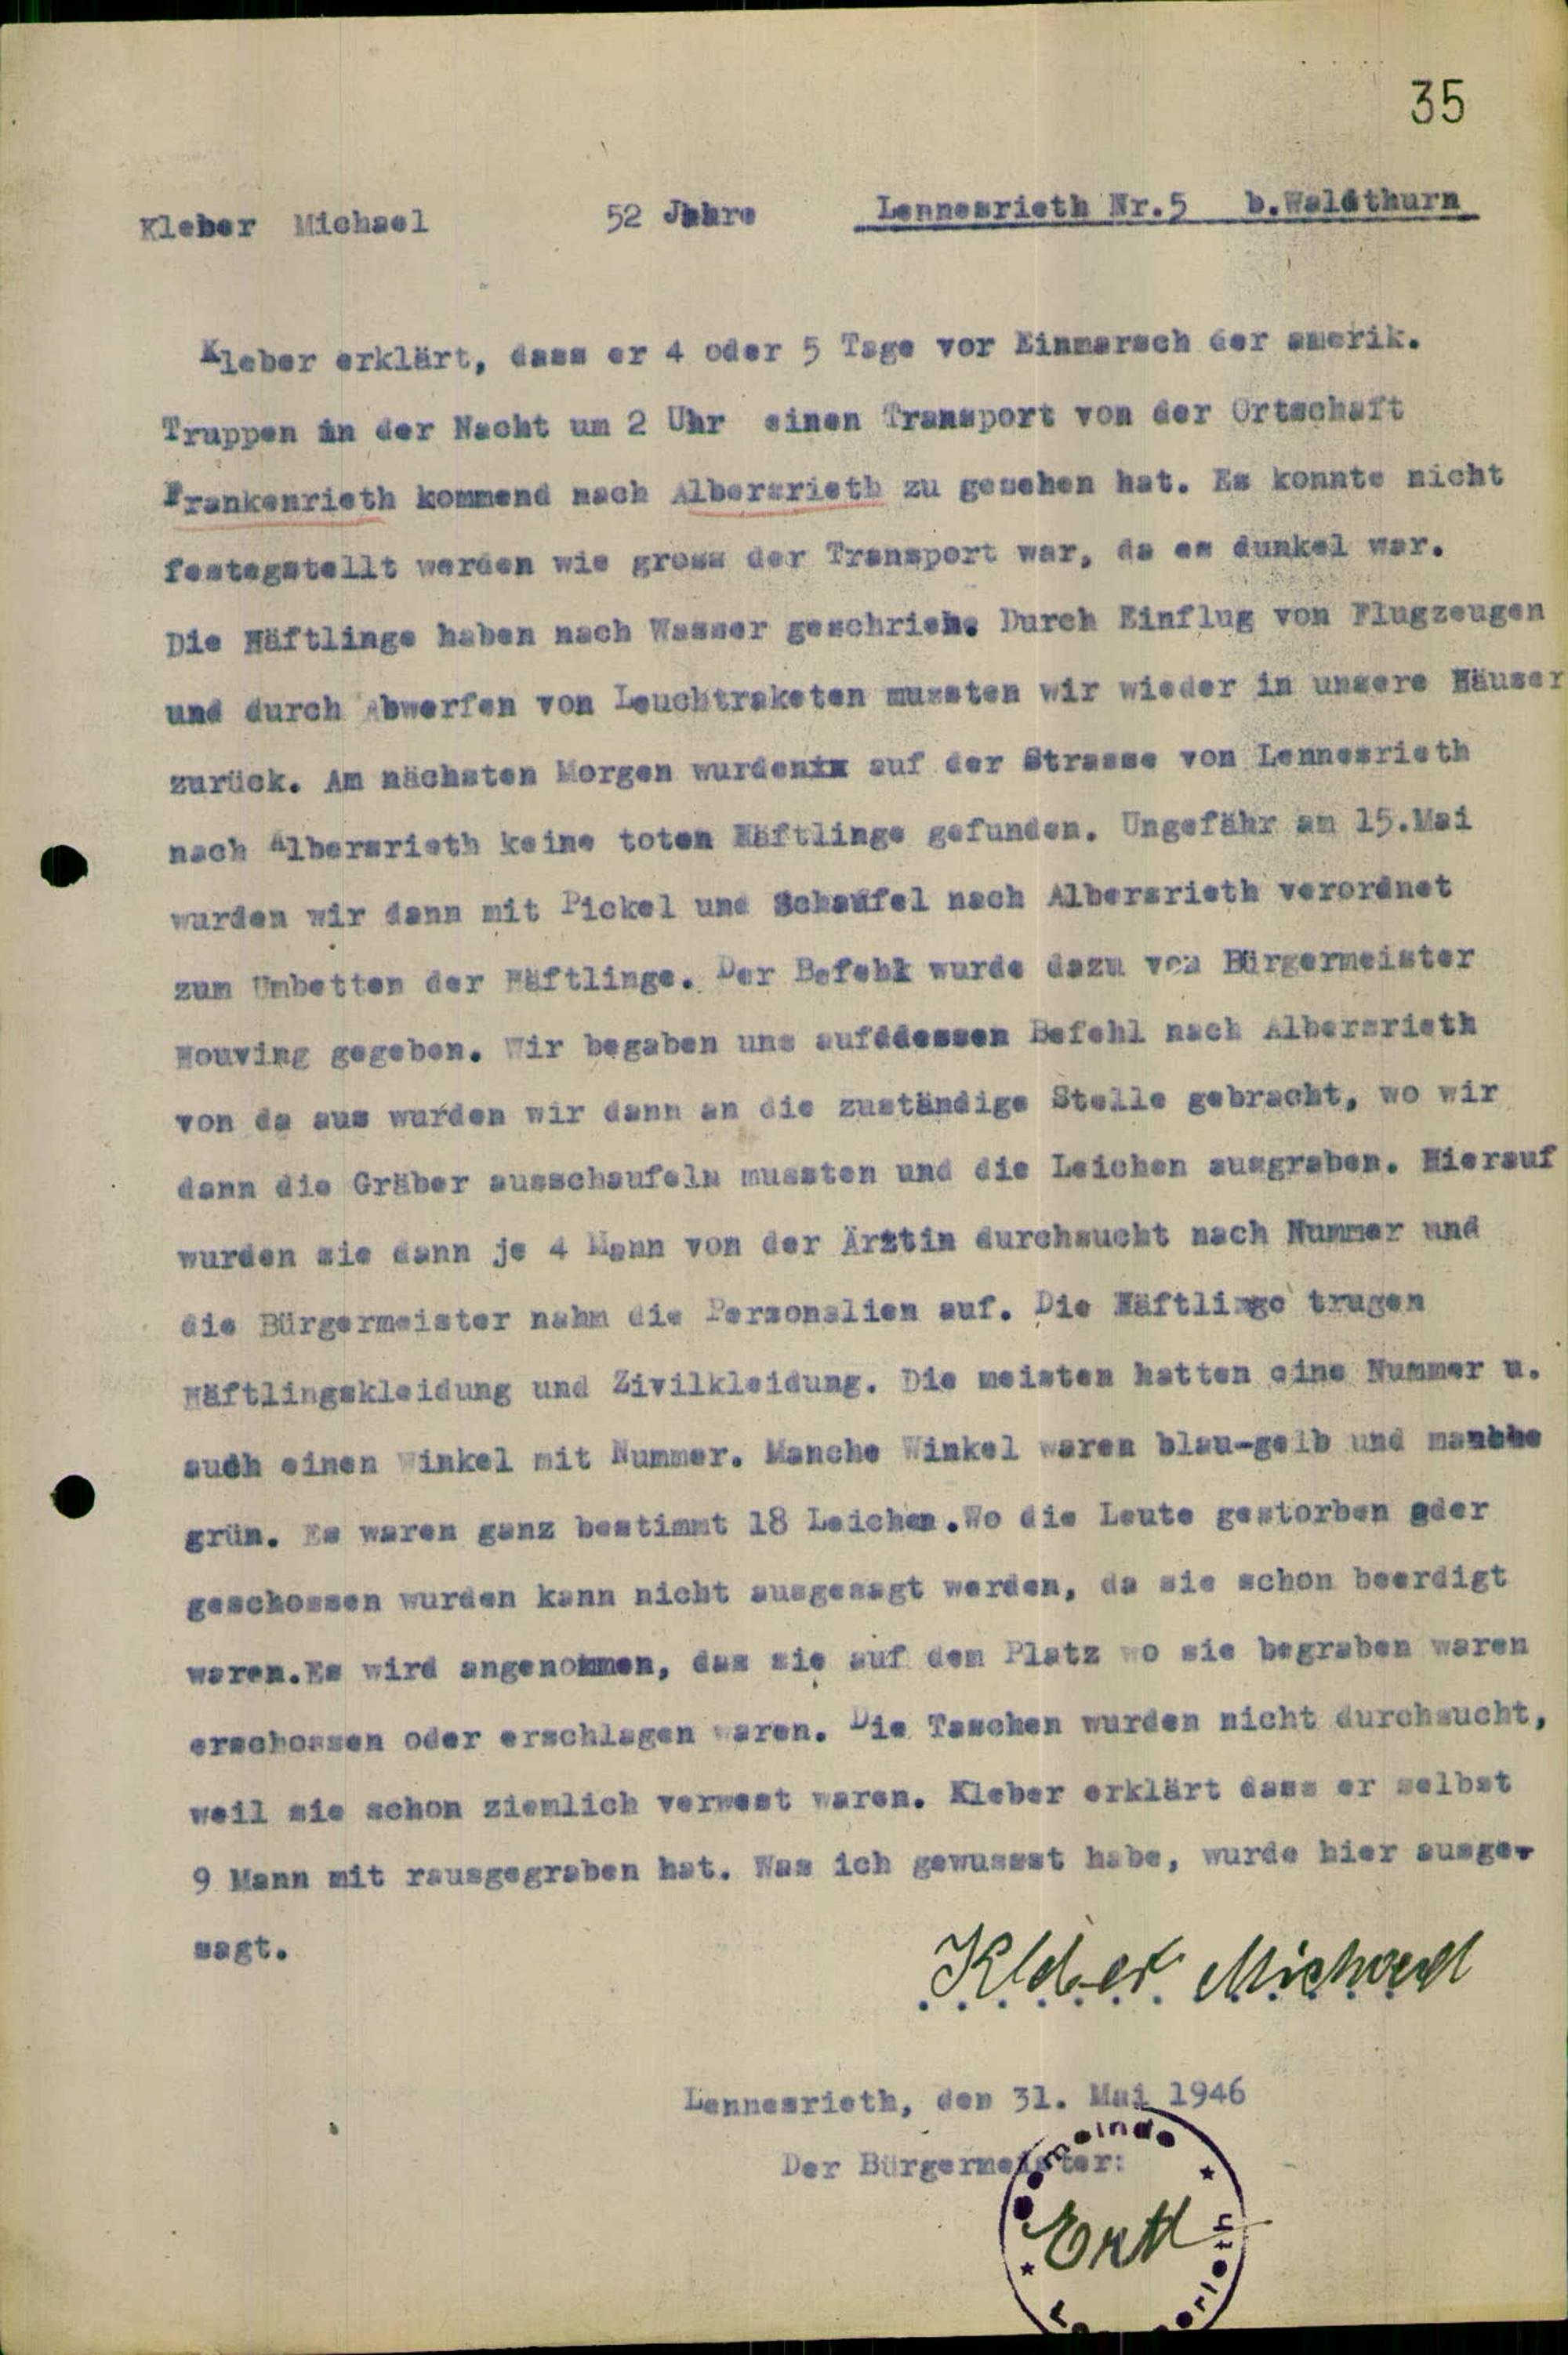 35
Kleber Michael 52 Jahre Lennesrieth Nr.5 b.Waldthurn
Kleber erklärt, dass er 4 oder 5 Tage vor Einmarsch der amerik.
Truppen in der Nacht um 2 Uhr einen Transport von der Ortschaft
Frankenrieth kommend nach Albersrieth zu gesehen hat. Es konnte nicht
festegstellt werden wie gross der Transport war, da es dunkel war.
Die Häftlinge haben nach Wasser geschrien. Durch Einflug von Flugzeugen
und durch Abwerfen von Leuchtraketen mussten wir wieder in unsere Häuser
zurück. Am nächsten Morgen wurdenxx auf der Strasse von Lennesrieth
nach Albersrieth keine toten Häftlinge gefunden. Ungefähr am 15.Mai
wurden wir dann mit Pickel und Schaufel nach Albersrieth verordnet
zum Umbetten der Häftlinge. Der Befehl wurde dazu von Bürgermeister
Houving gegeben. Wir begaben uns aufddessen Befehl nach Albersrieth
von da aus wurden wir dann an die zuständige Stelle gebracht, wo wir
dann die Gräber ausschaufeln mussten und die Leichen ausgraben. Hierauf
wurden sie dann je 4 Mann von der Ärztin durchsucht nach Nummer und
die Bürgermeister nahm die Personalien auf. Die Häftlinge trugen
Häftlingskleidung und Zivilkleidung. Die meisten hatten eine Nummer u.
auch einen Winkel mit Nummer. Manche Winkel waren blau-gelb und manche
grün. Es waren ganz bestimmt 18 Leichen.Wo die Leute gestorben oder
geschossen wurden kann nicht ausgesagt werden, da sie schon beerdigt
waren.Es wird angenommen, das sie auf dem Platz wo sie begraben waren
erschossen oder erschlagen waren. Die Taschen wurden nicht durchsucht,
weil sie schon ziemlich verwest waren. Kleber erklärt dass er selbst
9 Mann mit rausgegraben hat. Was ich gewussst habe, wurde hier ausge-
sagt.
Kleber Michael
Lennesrieth, den 31. Mai 1946
Der Bürgermeister:
Gemeinde
Ertl